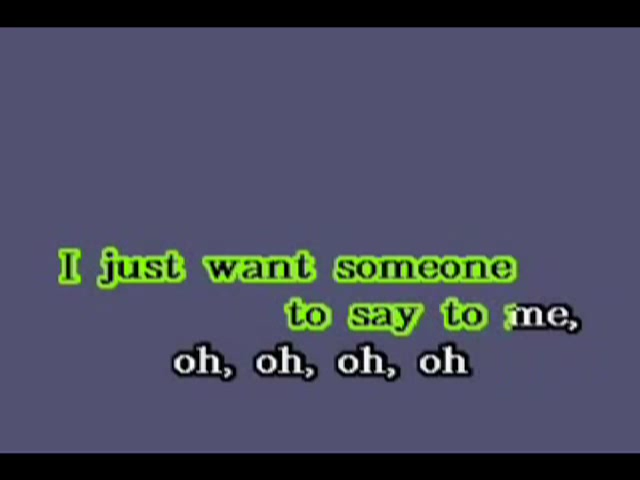 I just want someone
to say to me,
oh, oh, oh, oh